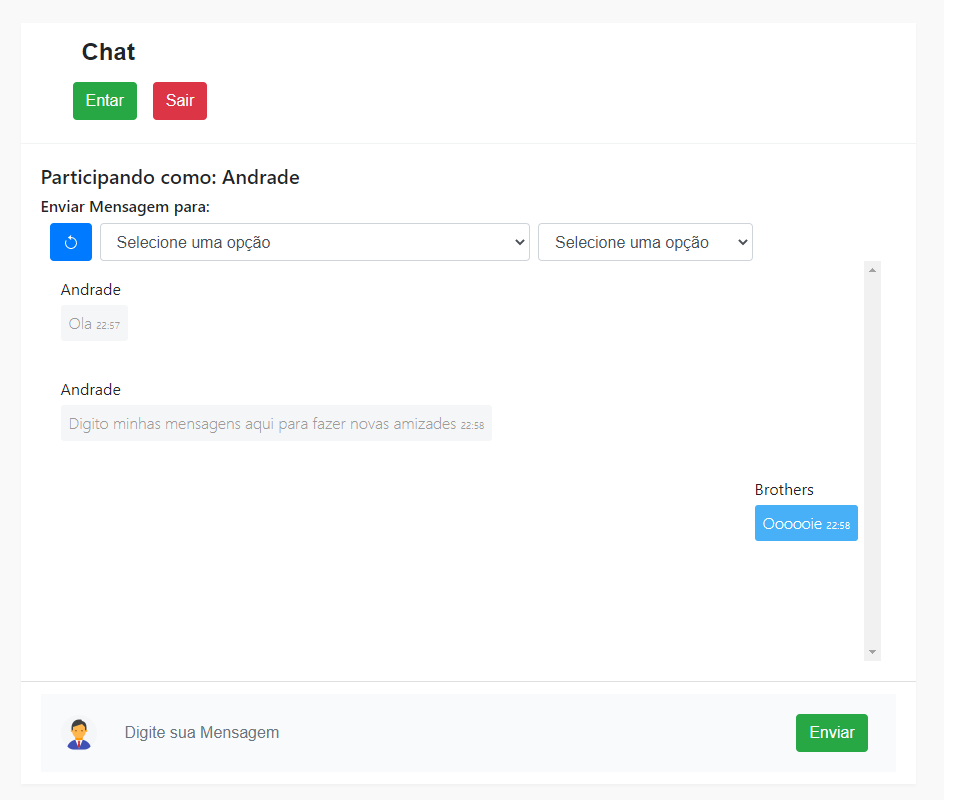 Chat
Entar Sair
Participando como: Andrade
Enviar Mensagem para:
Selecione uma opção Selecione uma opção
Andrade
Ola 22:57
Andrade
Digito minhas mensagens aqui para fazer novas amizades 22:58
Brothers
Oooooie 22:58
Digite sua Mensagem Enviar